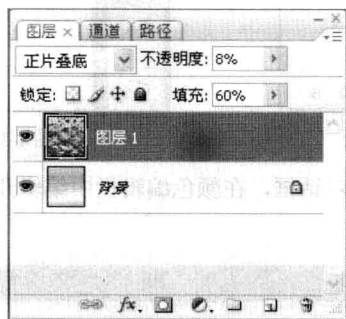 图层 × 通道 路径
正片叠底 不透明度: 8%
锁定: 填充: 60%
图层 1
背景
fx.